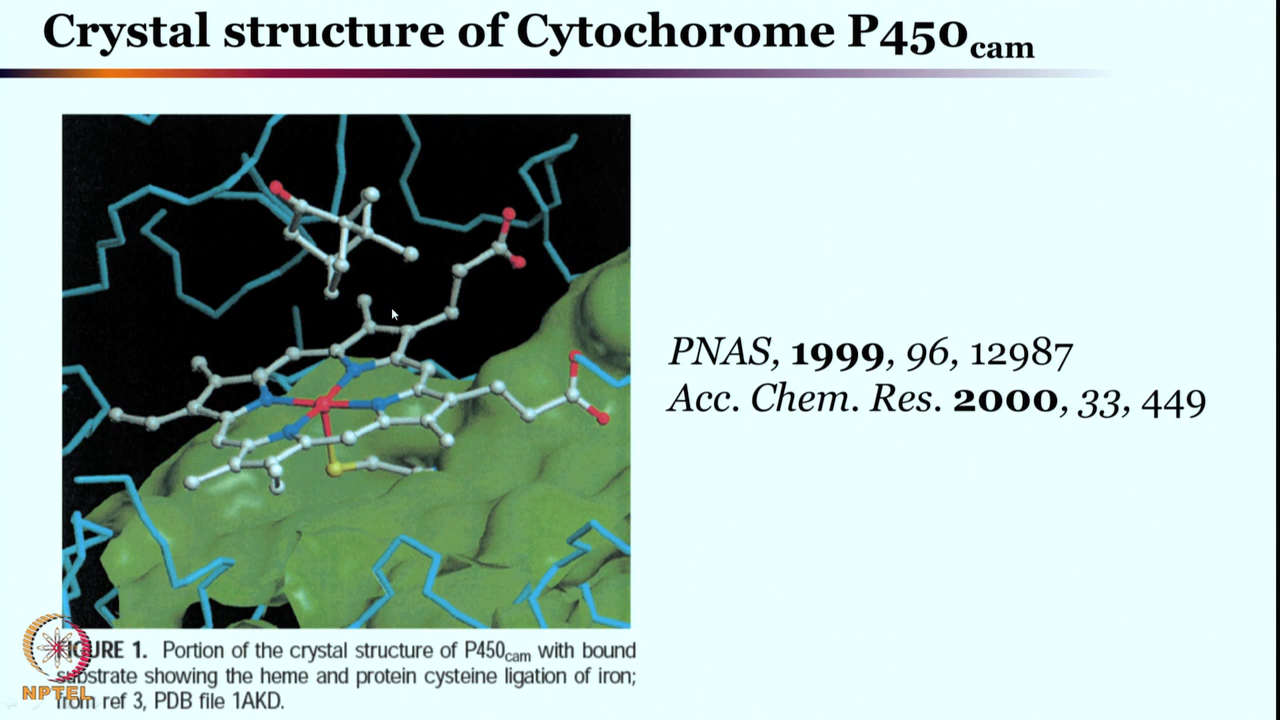 Crystal structure of Cytochorome P450cam
PNAS, 1999, 96, 12987
Acc. Chem. Res. 2000, 33, 449
FIGURE 1. Portion of the crystal structure of P450cam with bound
substrate showing the heme and protein cysteine ligation of iron;
from ref 3, PDB file 1AKD.
NPTEL